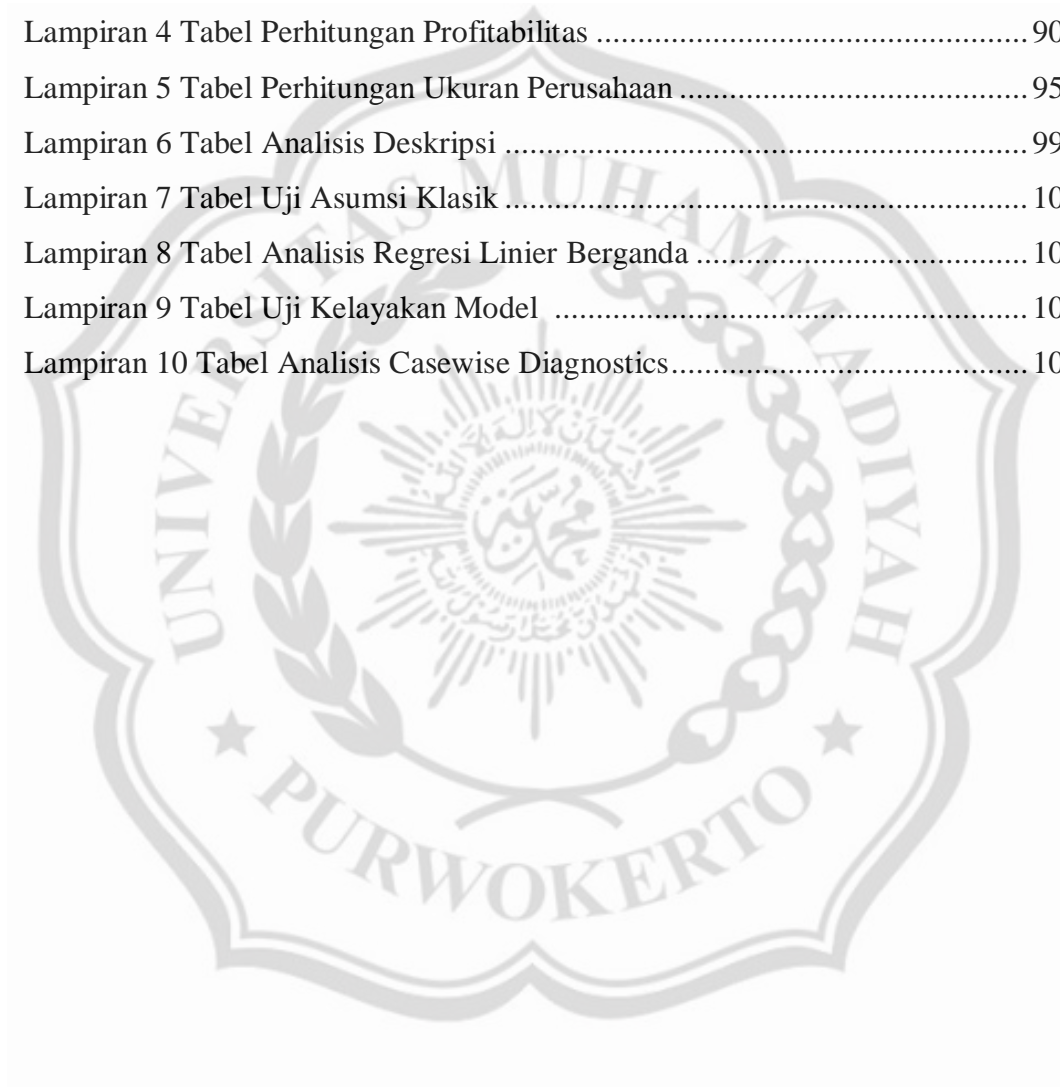 Lampiran 4 Tabel Perhitungan Profitabilitas ..................................................... 90
Lampiran 5 Tabel Perhitungan Ukuran Perusahaan ........................................... 95
Lampiran 6 Tabel Analisis Deskripsi ................................................................. 99
Lampiran 7 Tabel Uji Asumsi Klasik ................................................................. 10
Lampiran 8 Tabel Analisis Regresi Linier Berganda ......................................... 10
Lampiran 9 Tabel Uji Kelayakan Model ........................................................... 10
Lampiran 10 Tabel Analisis Casewise Diagnostics ............................................ 10
UNIVERSITAS MUHAMMADIYAH
PURWOKERTO